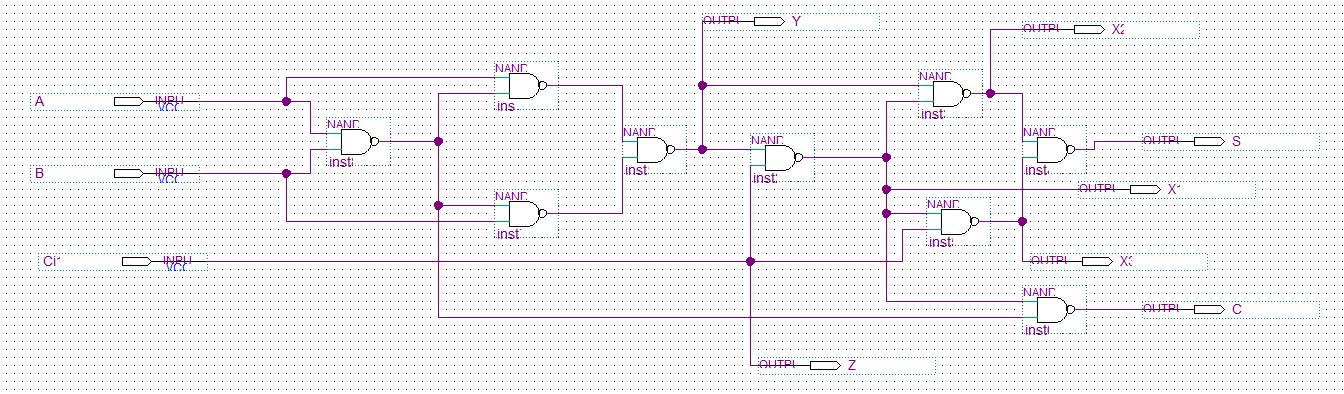 OUTPU Y
OUTPU X2
NAND
NAND
A INPU
VCC
ins
inst
NAND
NAND
NAND
NAND
OUTPU S
inst
inst
inst
inst
B INPU
VCC
OUTPU X1
NAND
NAND
inst
inst
Ci INPU
VCC
OUTPU X3
NAND
OUTPU C
inst
OUTPU Z